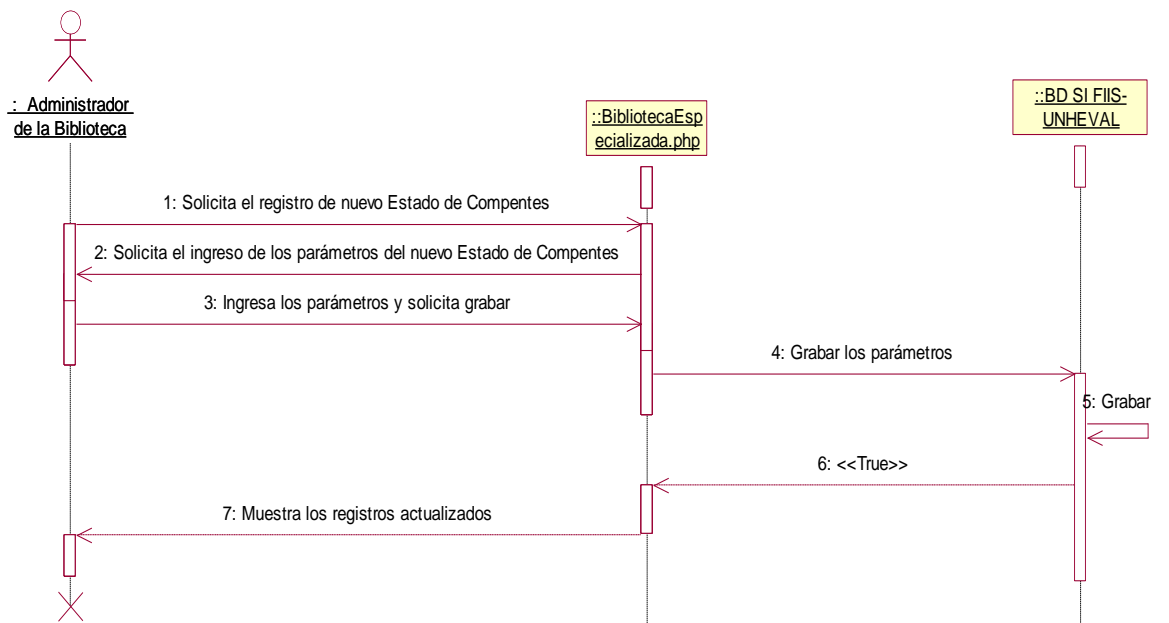 : Administrador
de la Biblioteca
::BibliotecaEsp
ecializada.php
::BD SI FIIS-
UNHEVAL
1: Solicita el registro de nuevo Estado de Compentes
2: Solicita el ingreso de los parámetros del nuevo Estado de Compentes
3: Ingresa los parámetros y solicita grabar
4: Grabar los parámetros
5: Grabar
6: <<True>>
7: Muestra los registros actualizados